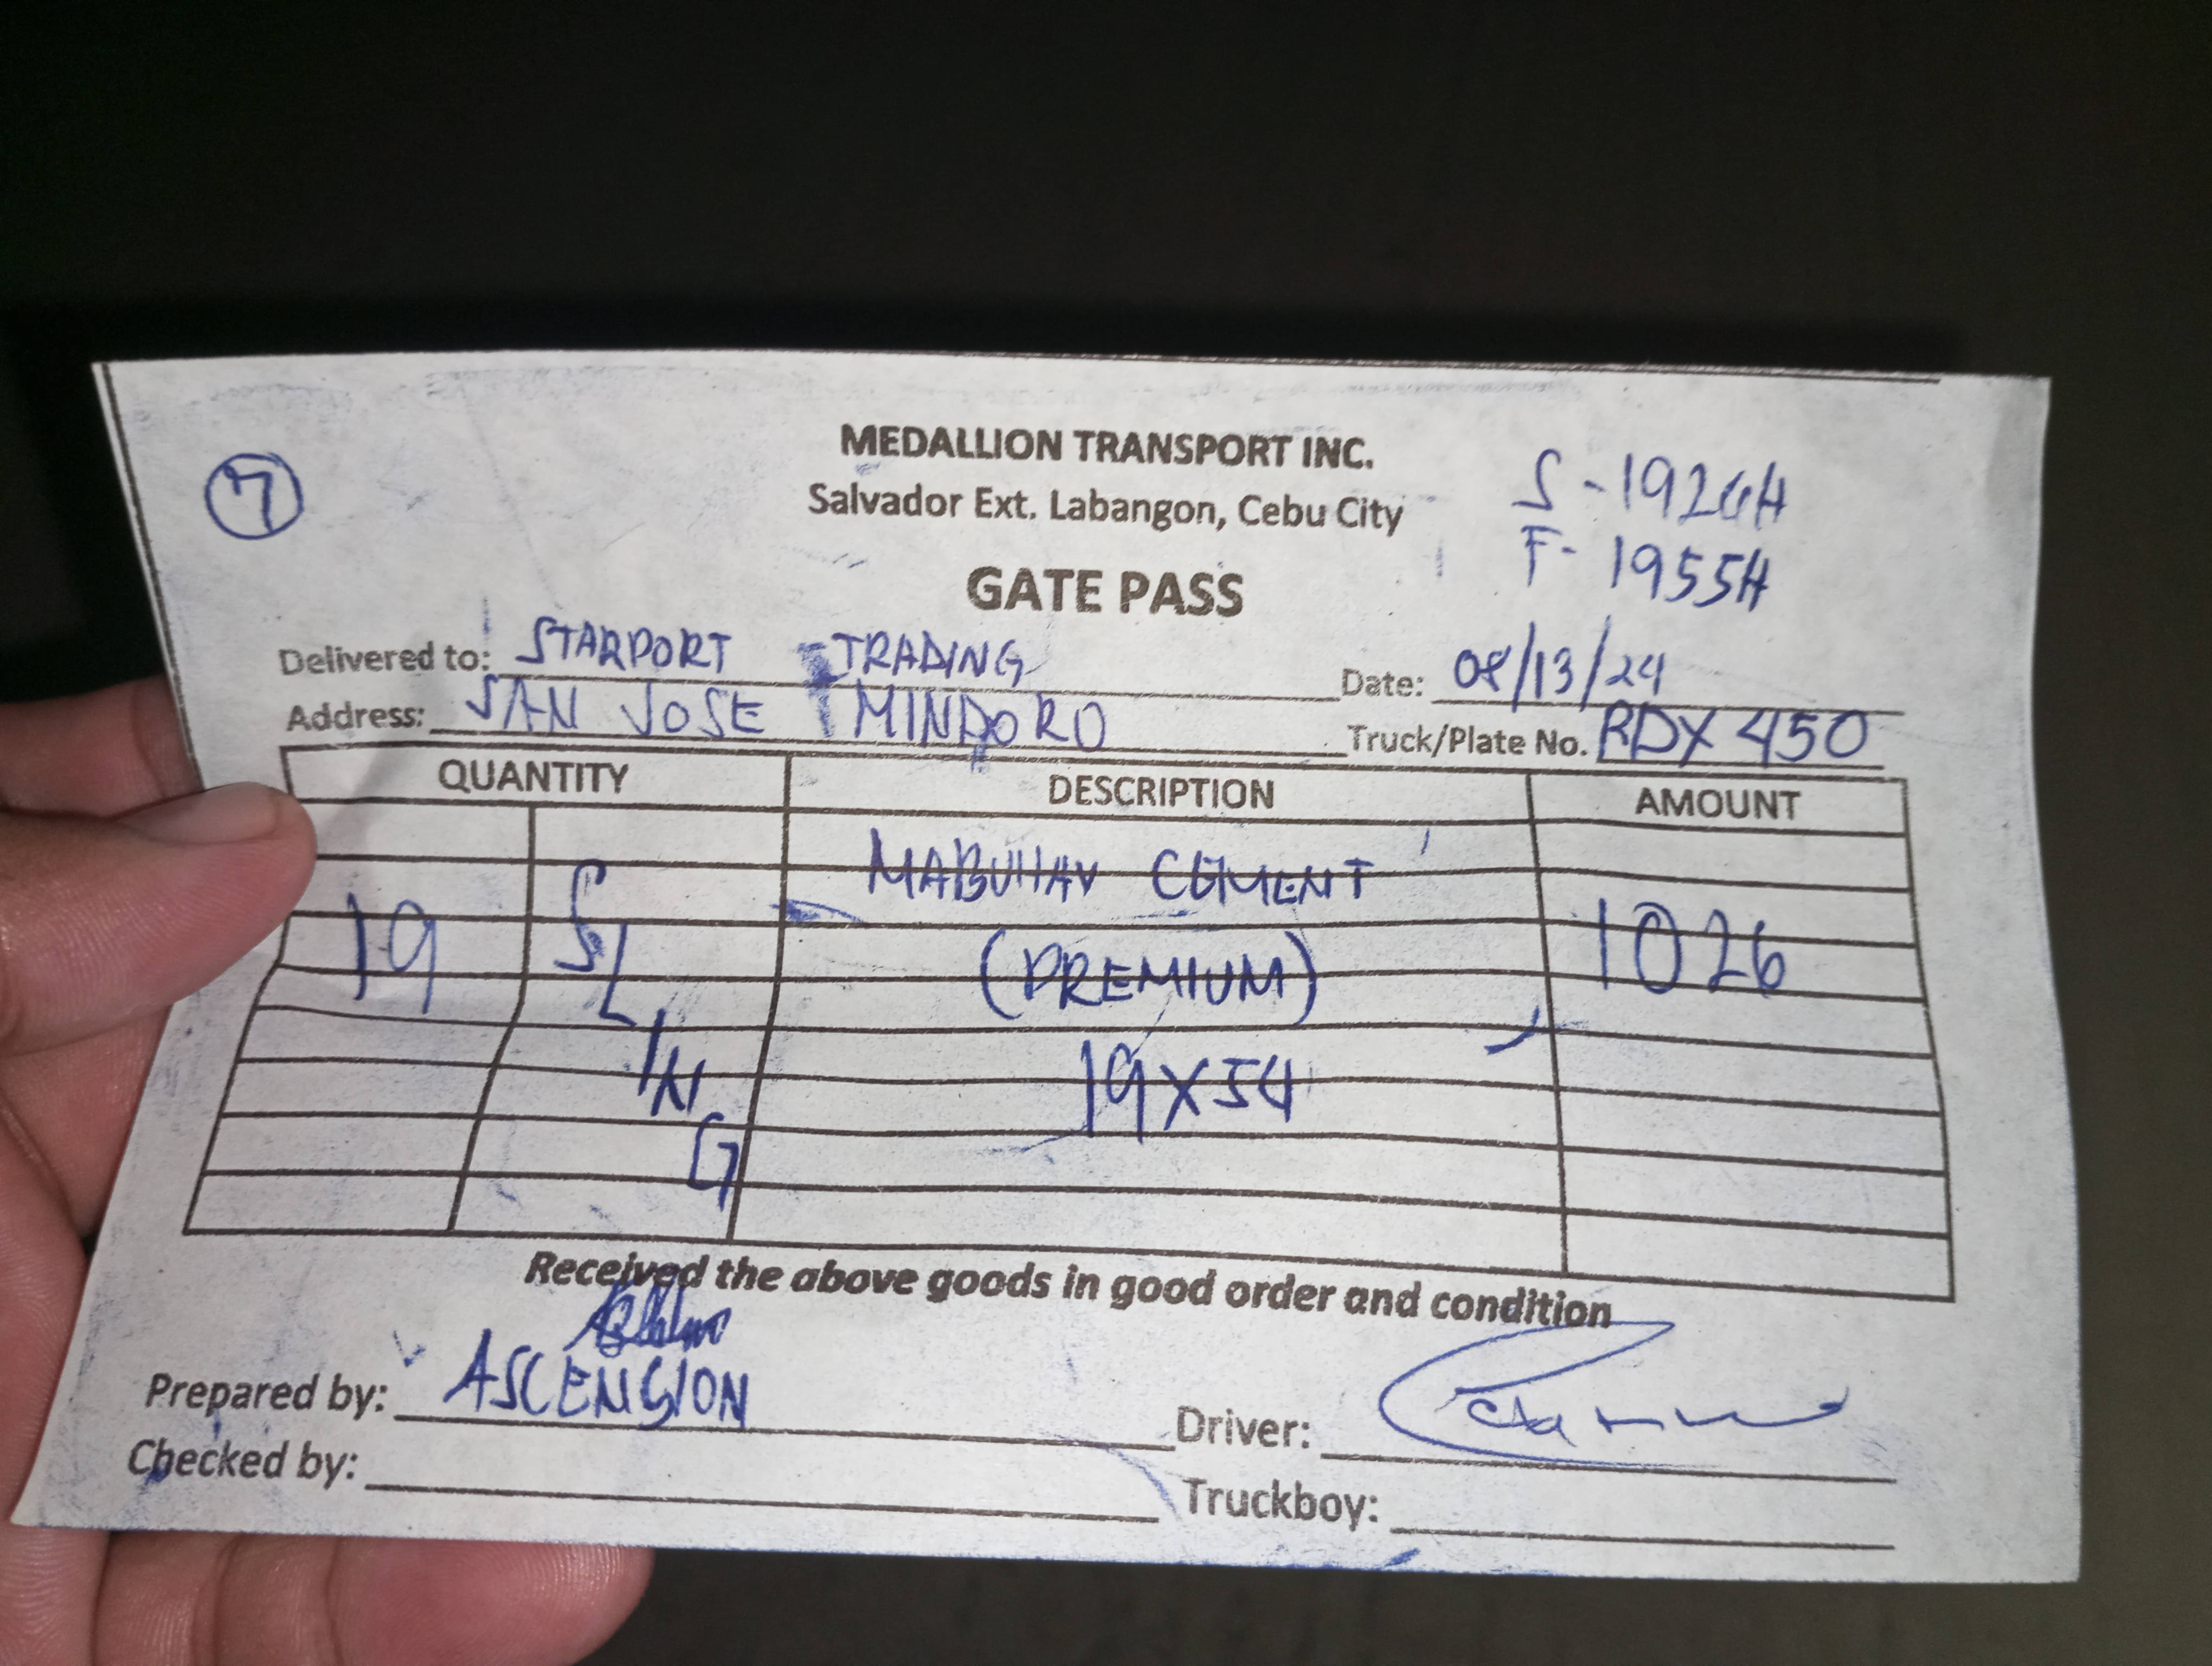 MEDALLION TRANSPORT INC.
Salvador Ext. Labangon, Cebu City
7
S - 1926H
F - 1955H
GATE PASS
Delivered to: STARPORT TRADING
Date: 08/13/24
Address: SAN JOSE MINDORO
Truck/Plate No. RDX 450
QUANTITY DESCRIPTION AMOUNT
19 SLING MABUHAY CEMENT 1026
(PREMIUM)
19X54
Received the above goods in good order and condition
Prepared by: ASCENSION
Driver:
Checked by:
Truckboy: